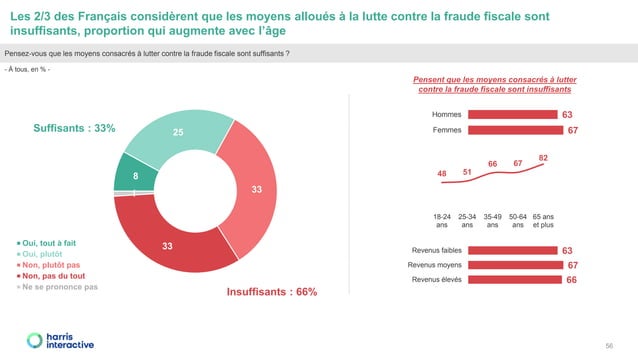 Les 2/3 des Français considèrent que les moyens alloués à la lutte contre la fraude fiscale sont
insuffisants, proportion qui augmente avec l'âge
Pensez-vous que les moyens consacrés à lutter contre la fraude fiscale sont suffisants ?
- À tous, en % -
Suffisants : 33%
25
8
33
33
Insuffisants : 66%
Oui, tout à fait
Oui, plutôt
Non, plutôt pas
Non, pas du tout
Ne se prononce pas
Pensent que les moyens consacrés à lutter
contre la fraude fiscale sont insuffisants
Hommes 63
Femmes 67
48 51 66 67 82
18-24 25-34 35-49 50-64 65 ans
ans ans ans ans et plus
Revenus faibles 63
Revenus moyens 67
Revenus élevés 66
harris
interactive
56